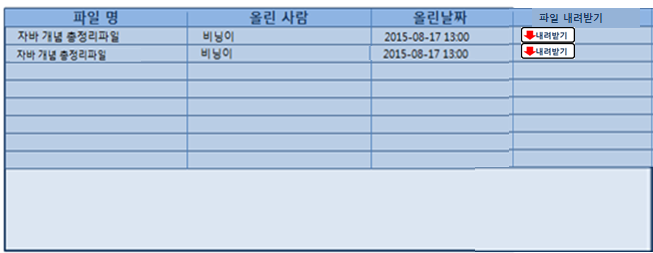 파일 명 올린 사람 올린날짜 파일 내려받기
자바 개념 총정리파일 비닝이 2015-08-17 13:00 내려받기
자바 개념 총정리파일 비닝이 2015-08-17 13:00 내려받기